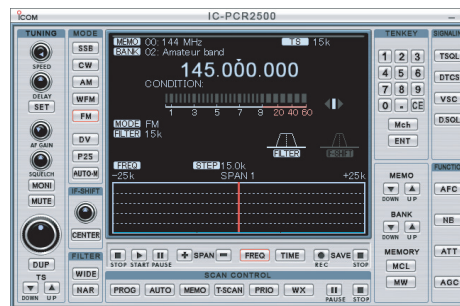 ICOM
IC-PCR2500
TUNING
SPEED
DELAY
SET
AF GAIN
SQUELCH
MONI
MUTE
DUP
TS
DOWN UP
MODE
SSB
CW
AM
WFM
FM
DV
P25
AUTO-M
IF-SHIFT
CENTER
FILTER
WIDE
NAR
MEMO 00: 144 MHz TS 15k
BANK 02: Amateur band
145.000.000
CONDITION:
1 3 5 7 9 20 40 60
MODE FM
FILTER 15k
FILTER F-SHIFT
FREQ STEP 15.0k
-25k SPAN 1 +25k
STOP START PAUSE
SPAN
FREQ TIME
REC SAVE STOP
SCAN CONTROL
PROG AUTO MEMO T-SCAN PRIO WX
PAUSE STOP
TENKEY
1 2 3
4 5 6
7 8 9
0 . CE
Mch
ENT
MEMO
DOWN UP
BANK
DOWN UP
MEMORY
MCL
MW
SIGNALIN
TSQL
DTCS
VSC
D.SQL
FUNCTIO
AFC
NB
ATT
AGC